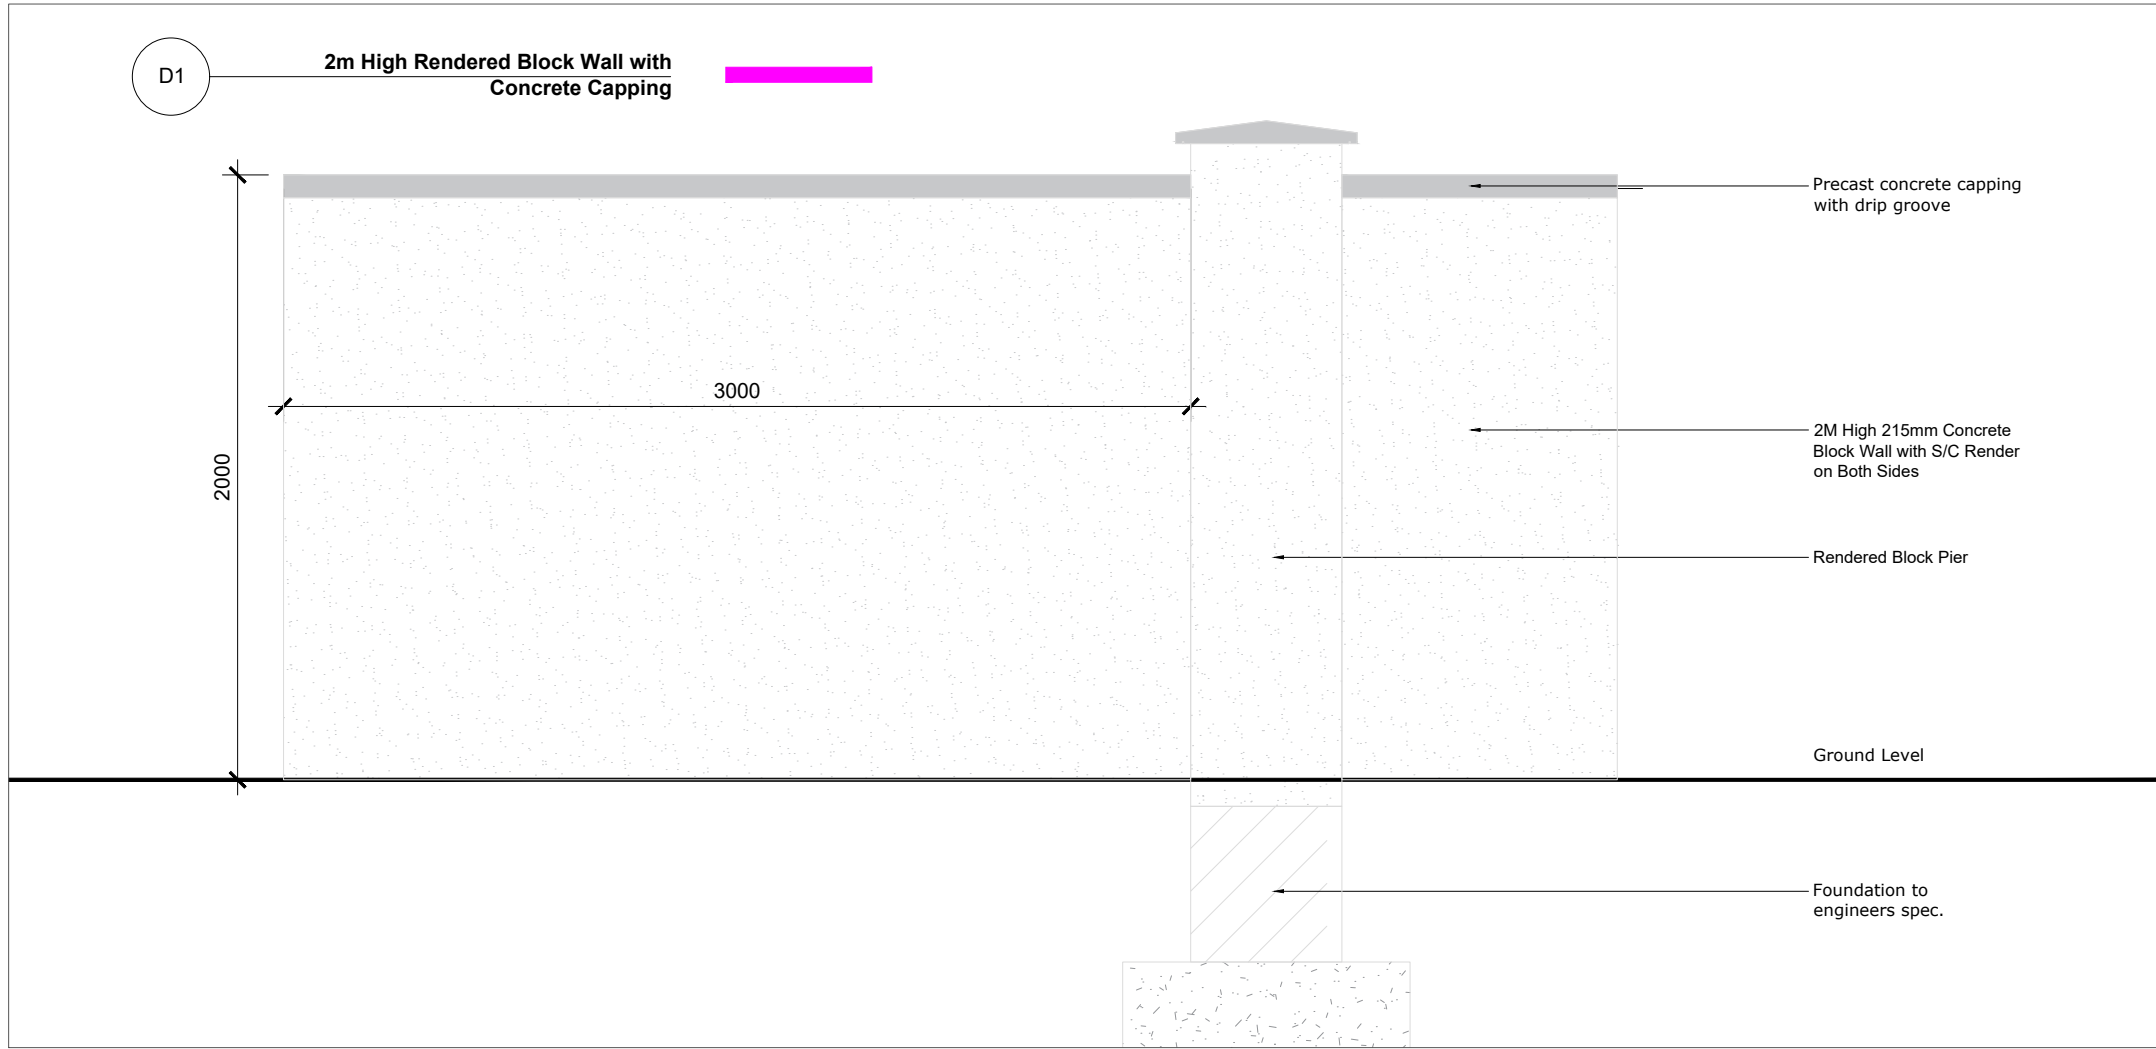 D1
2m High Rendered Block Wall with
Concrete Capping
Precast concrete capping
with drip groove
3000
2M High 215mm Concrete
Block Wall with S/C Render
on Both Sides
2000
Rendered Block Pier
Ground Level
Foundation to
engineers spec.